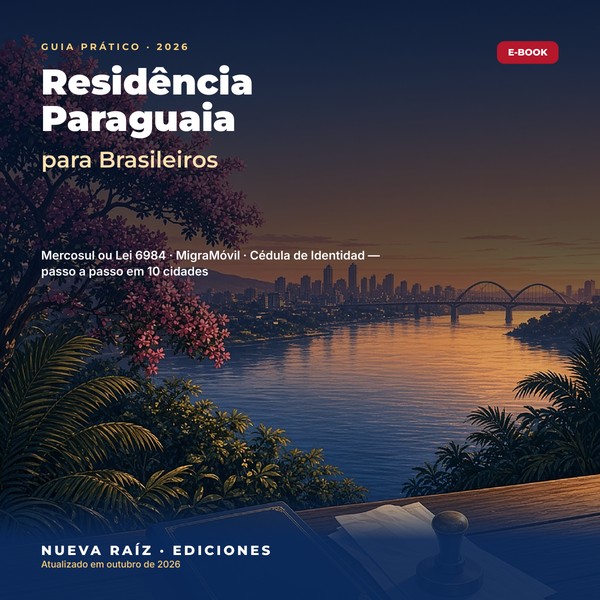 GUIA PRÁTICO · 2026
E-BOOK
Residência
Paraguaia
para Brasileiros
Mercosul ou Lei 6984 · MigraMóvil · Cédula de Identidad —
passo a passo em 10 cidades
NUEVA RAÍZ · EDICIONES
Atualizado em outubro de 2026